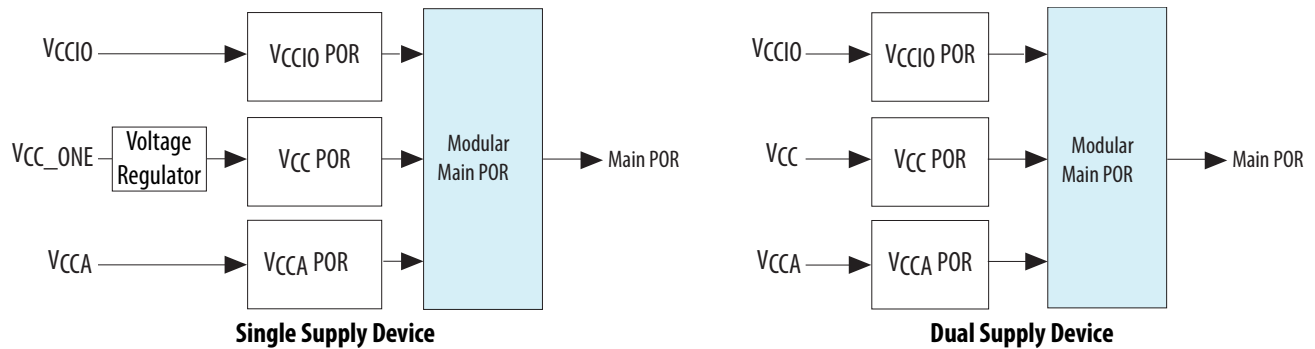 VCCIO
VCCIO POR
VCC_ONE
Voltage
Regulator
VCC POR
VCCA
VCCA POR
Modular
Main POR
Main POR
Single Supply Device
VCCIO
VCCIO POR
VCC
VCC POR
VCCA
VCCA POR
Modular
Main POR
Main POR
Dual Supply Device